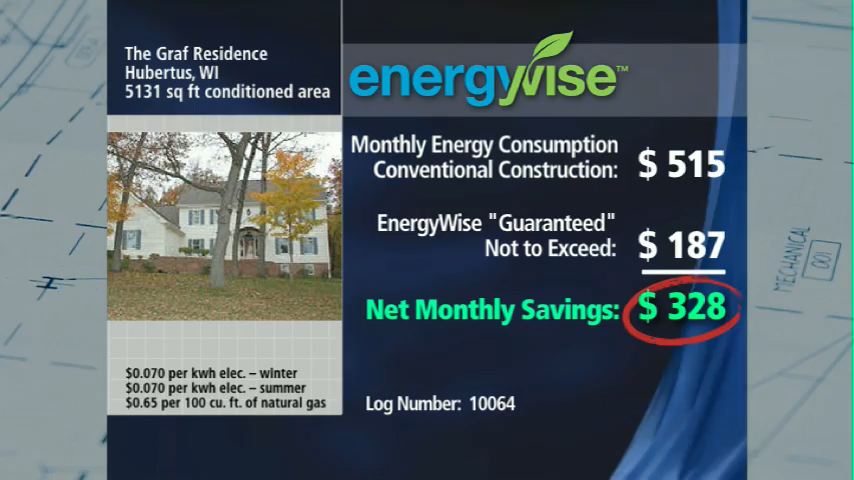 The Graf Residence
Hubertus, WI
5131 sq ft conditioned area
energywise™
Monthly Energy Consumption
Conventional Construction:
$ 515
EnergyWise "Guaranteed"
Not to Exceed:
$ 187
Net Monthly Savings:
$ 328
$0.070 per kwh elec. – winter
$0.070 per kwh elec. – summer
$0.65 per 100 cu. ft. of natural gas
Log Number: 10064
MECHANICAL
001